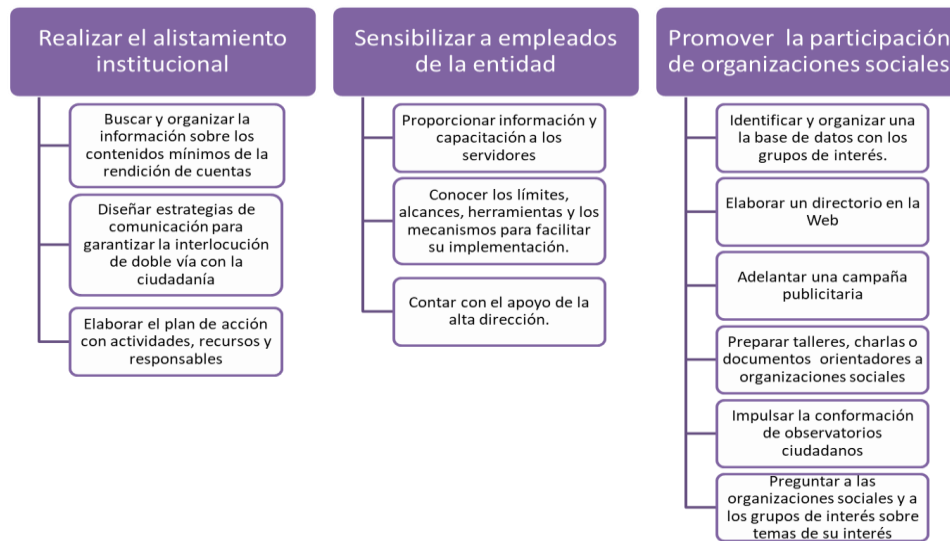 Realizar el alistamiento
institucional
Buscar y organizar la
información sobre los
contenidos mínimos de la
rendición de cuentas
Diseñar estrategias de
comunicación para
garantizar la interlocución
de doble vía con la
ciudadanía
Elaborar el plan de acción
con actividades, recursos y
responsables
Sensibilizar a empleados
de la entidad
Proporcionar información y
capacitación a los
servidores
Conocer los límites,
alcances, herramientas y los
mecanismos para facilitar
su implementación.
Contar con el apoyo de la
alta dirección.
Promover la participación
de organizaciones sociales
Identificar y organizar una
la base de datos con los
grupos de interés.
Elaborar un directorio en la
Web
Adelantar una campaña
publicitaria
Preparar talleres, charlas o
documentos orientadores a
organizaciones sociales
Impulsar la conformación
de observatorios
ciudadanos
Preguntar a las
organizaciones sociales y a
los grupos de interés sobre
temas de su interés